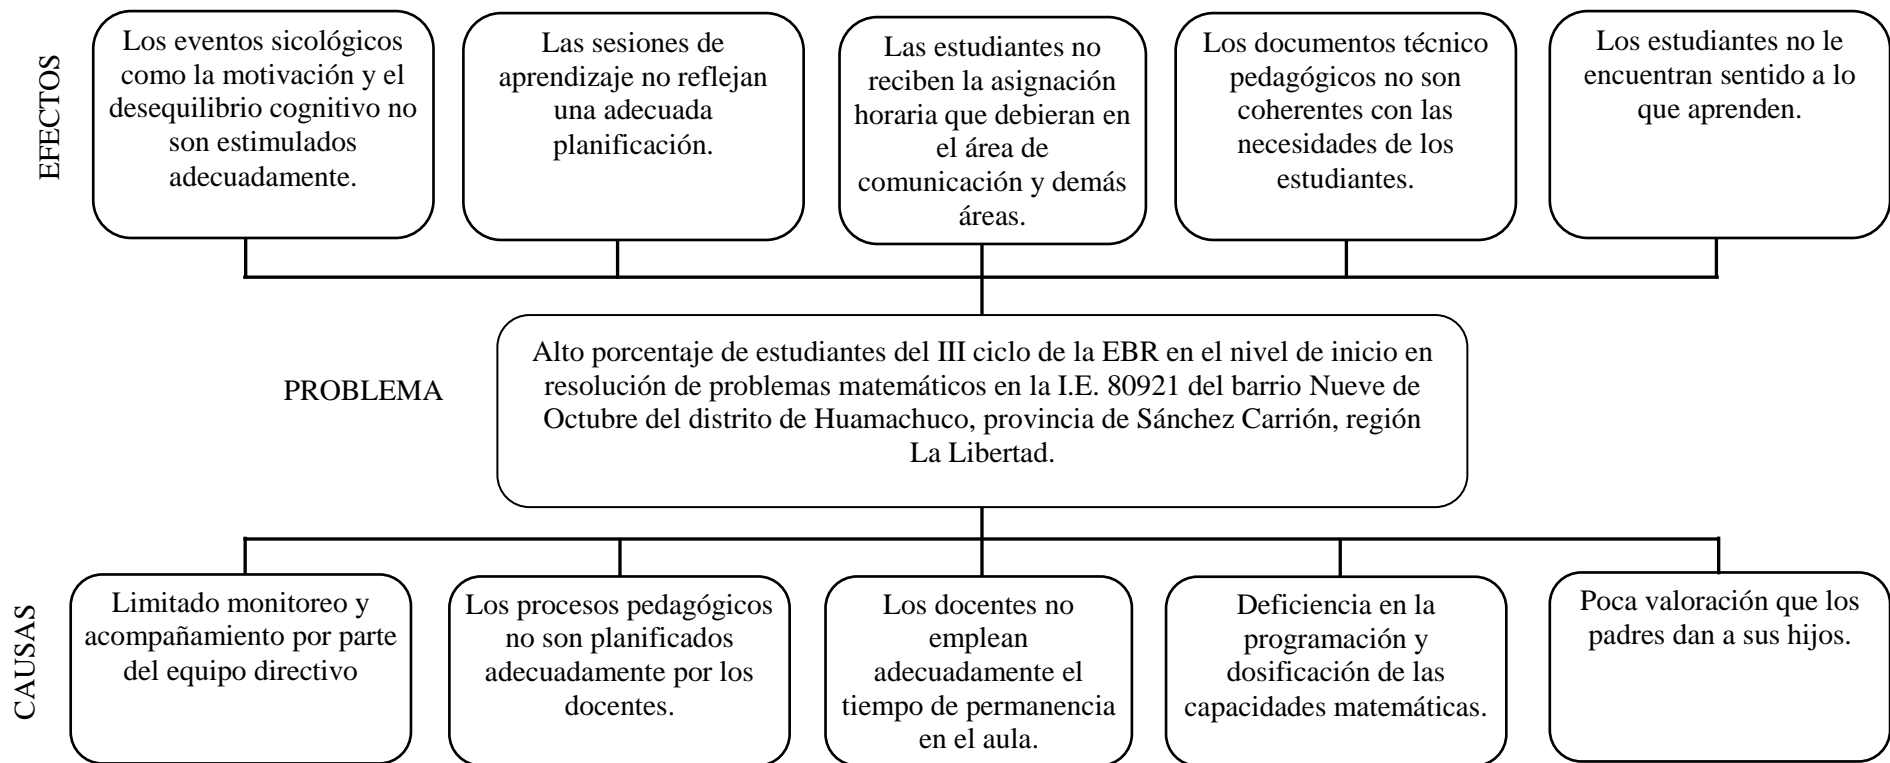 EFECTOS
Los eventos sicológicos
como la motivación y el
desequilibrio cognitivo no
son estimulados
adecuadamente.
Las sesiones de
aprendizaje no reflejan
una adecuada
planificación.
Las estudiantes no
reciben la asignación
horaria que debieran en
el área de
comunicación y demás
áreas.
Los documentos técnico
pedagógicos no son
coherentes con las
necesidades de los
estudiantes.
Los estudiantes no le
encuentran sentido a lo
que aprenden.
PROBLEMA
Alto porcentaje de estudiantes del III ciclo de la EBR en el nivel de inicio en
resolución de problemas matemáticos en la I.E. 80921 del barrio Nueve de
Octubre del distrito de Huamachuco, provincia de Sánchez Carrión, región
La Libertad.
CAUSAS
Limitado monitoreo y
acompañamiento por parte
del equipo directivo
Los procesos pedagógicos
no son planificados
adecuadamente por los
docentes.
Los docentes no
emplean
adecuadamente el
tiempo de permanencia
en el aula.
Deficiencia en la
programación y
dosificación de las
capacidades matemáticas.
Poca valoración que los
padres dan a sus hijos.